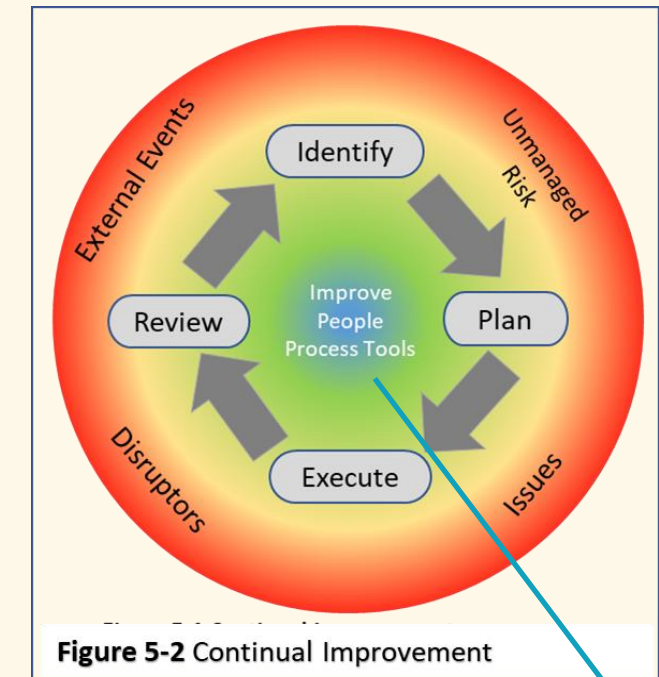 External Events
Unmanaged
Risk
Identify
Improve
People
Process Tools
Review
Plan
Execute
Disruptors
Issues
Figure 5-2 Continual Improvement